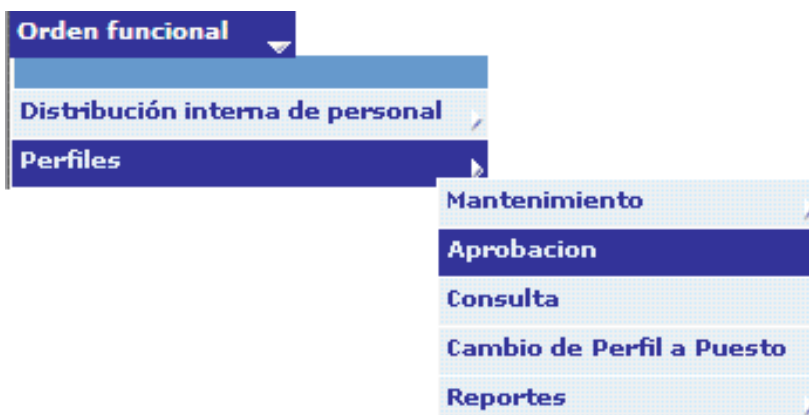 Orden funcional
Distribución interna de personal
Perfiles
Mantenimiento
Aprobacion
Consulta
Cambio de Perfil a Puesto
Reportes